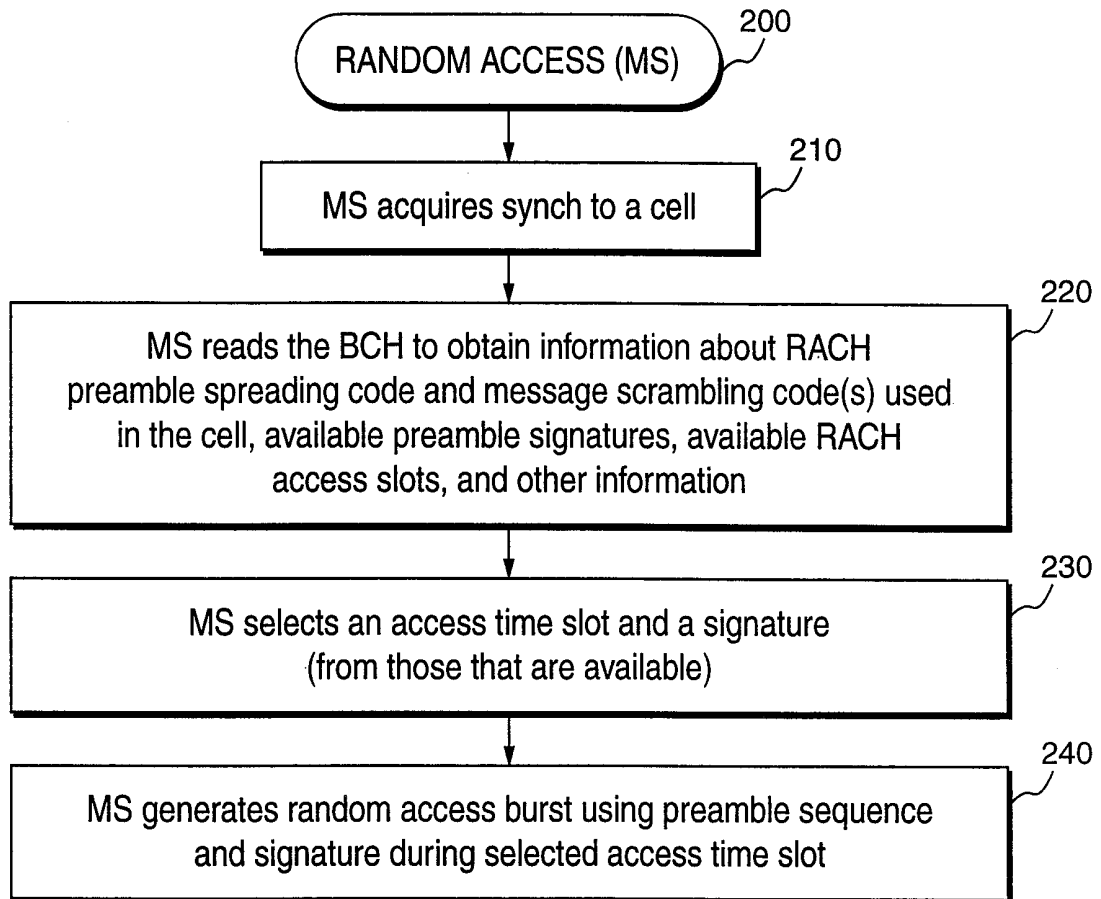 200
RANDOM ACCESS (MS)
210
MS acquires synch to a cell
220
MS reads the BCH to obtain information about RACH
preamble spreading code and message scrambling code(s) used
in the cell, available preamble signatures, available RACH
access slots, and other information
230
MS selects an access time slot and a signature
(from those that are available)
240
MS generates random access burst using preamble sequence
and signature during selected access time slot